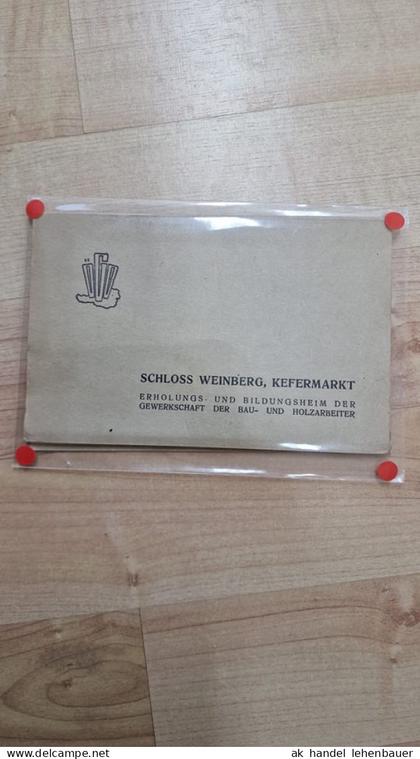 SCHLOSS WEINBERG, KEFERMARKT
ERHOLUNGS- UND BILDUNGSHEIM DER
GEWERKSCHAFT DER BAU- UND HOLZARBEITER
www.delcampe.net
ak handel lehenbauer